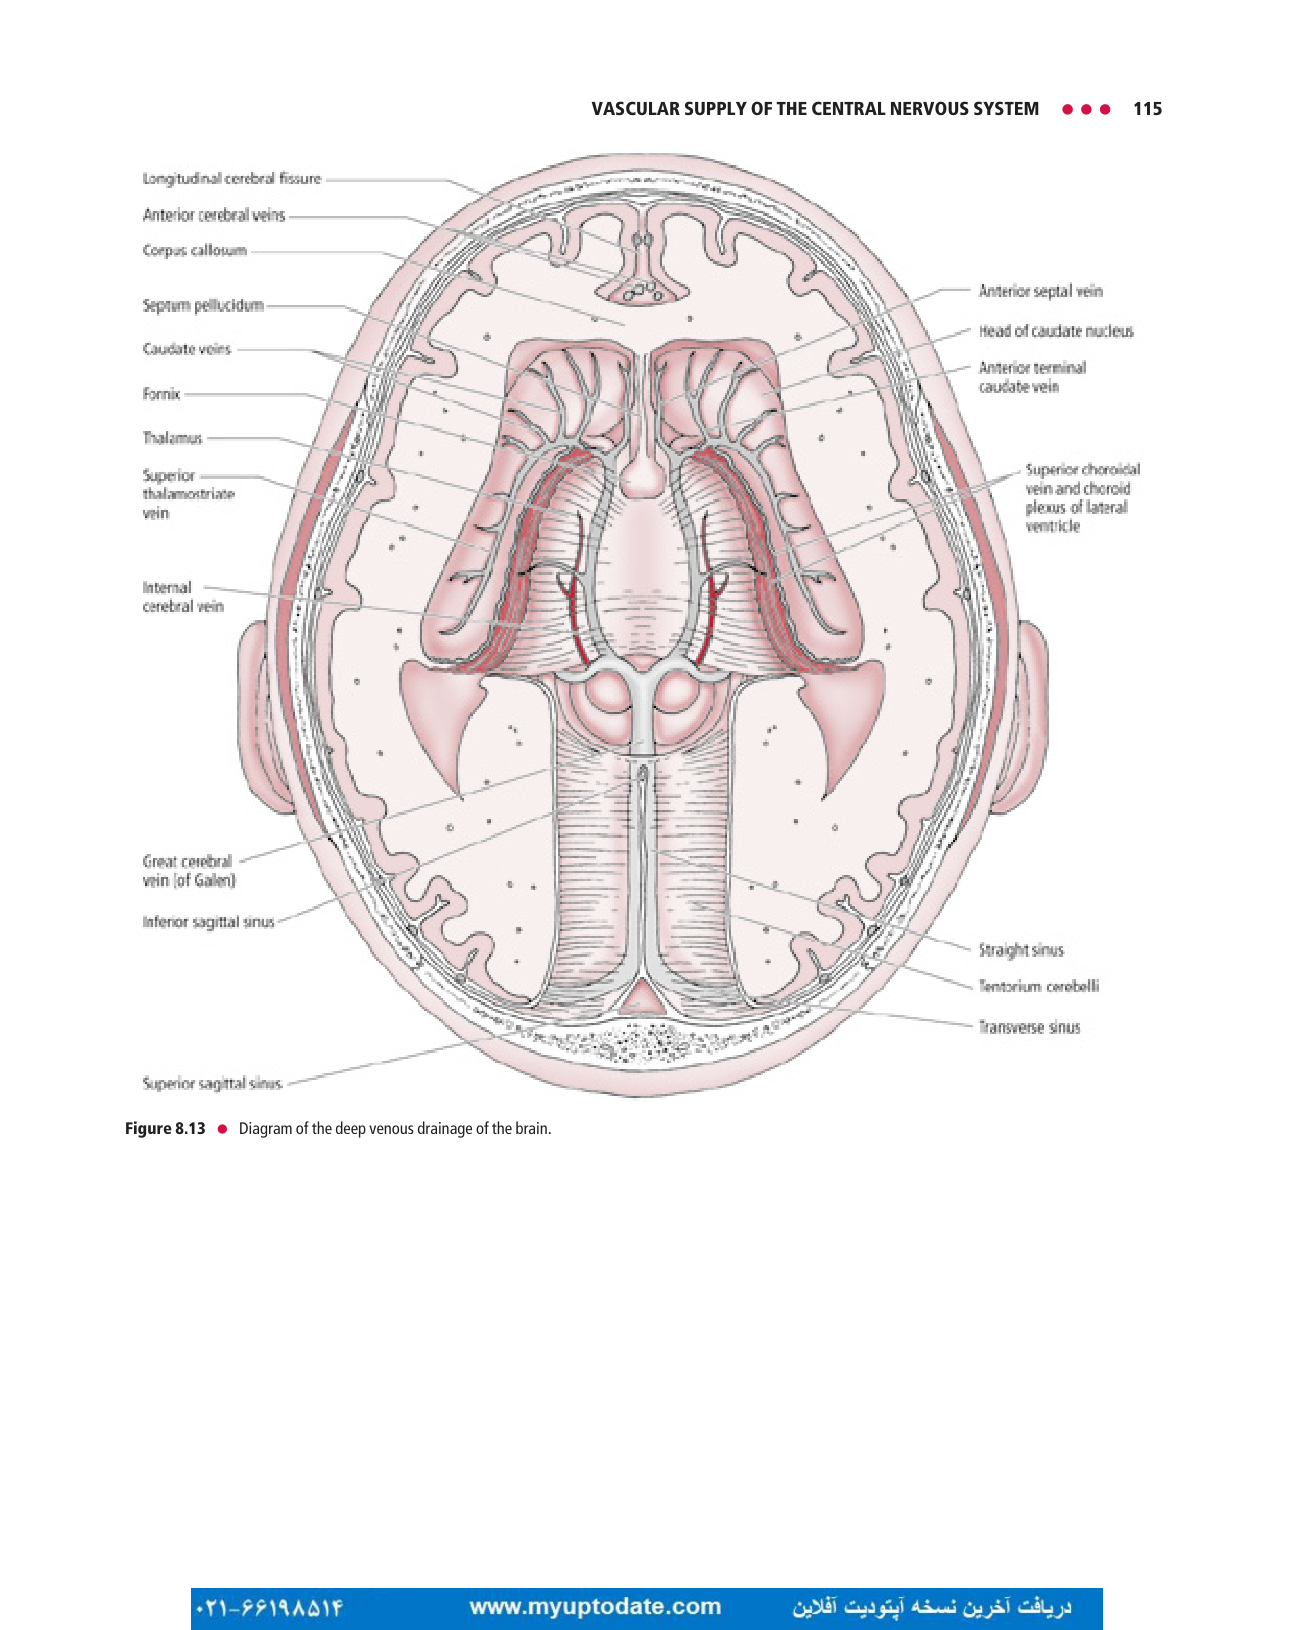 VASCULAR SUPPLY OF THE CENTRAL NERVOUS SYSTEM ● ● ● 115
Longitudinal cerebral fissure
Anterior cerebral veins
Corpus callosum
Septum pellucidum
Caudate veins
Fornix
Thalamus
Superior
thalamostriate
vein
Internal
cerebral vein
Great cerebral
vein (of Galen)
Inferior sagittal sinus
Superior sagittal sinus
Anterior septal vein
Head of caudate nucleus
Anterior terminal
caudate vein
Superior choroidal
vein and choroid
plexus of lateral
ventricle
Straight sinus
Tentorium cerebelli
Transverse sinus
Figure 8.13 ● Diagram of the deep venous drainage of the brain.
۰۲۱-۶۶۱۹۸۵۱۴ www.myuptodate.com دریافت آخرین نسخه آپتودیت آفلاین